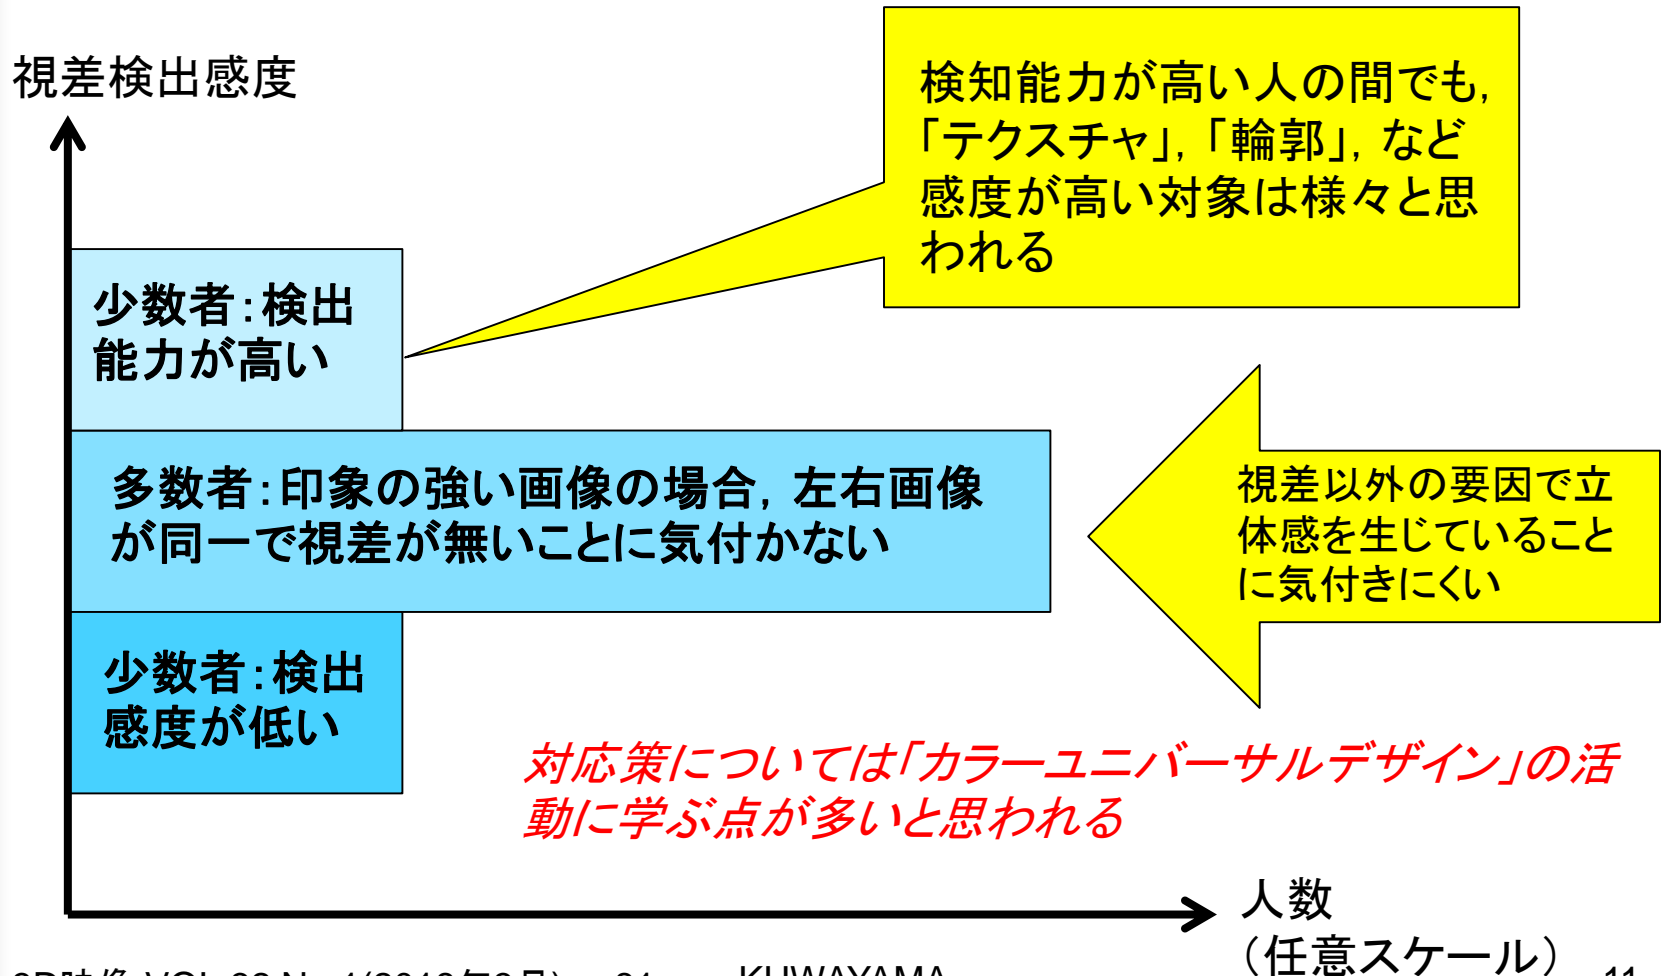 視差検出感度
検知能力が高い人の間でも，
「テクスチャ」，「輪郭」，など
感度が高い対象は様々と思
われる
少数者：検出
能力が高い
多数者：印象の強い画像の場合，左右画像
が同一で視差が無いことに気付かない
視差以外の要因で立
体感を生じていること
に気付きにくい
少数者：検出
感度が低い
対応策については「カラーユニバーサルデザイン」の活
動に学ぶ点が多いと思われる
人数
（任意スケール）
KUWAYAMA
11